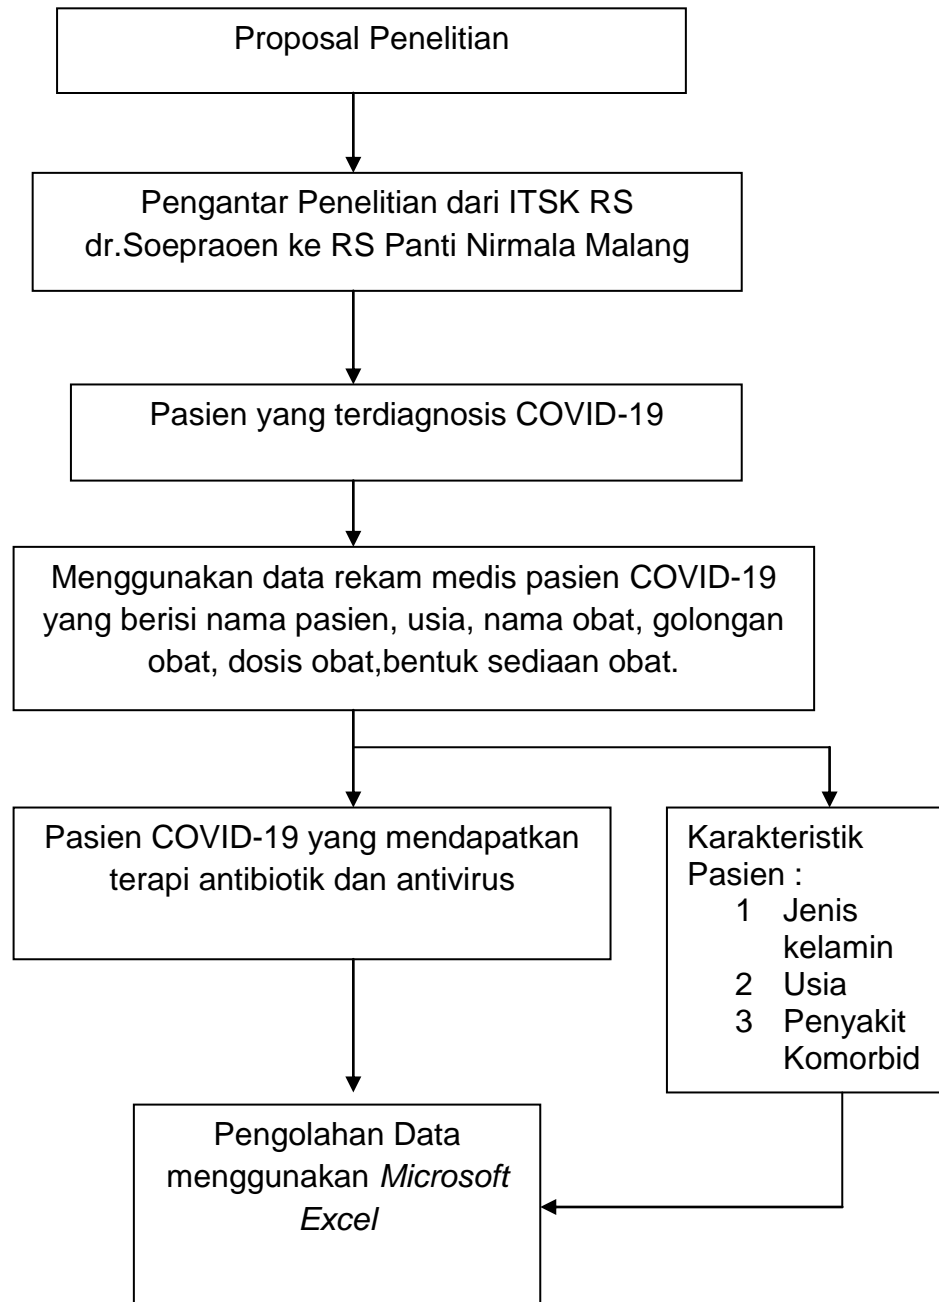 Proposal Penelitian
Pengantar Penelitian dari ITSK RS
dr.Soepraoen ke RS Panti Nirmala Malang
Pasien yang terdiagnosis COVID-19
Menggunakan data rekam medis pasien COVID-19
yang berisi nama pasien, usia, nama obat, golongan
obat, dosis obat,bentuk sediaan obat.
Pasien COVID-19 yang mendapatkan
terapi antibiotik dan antivirus
Karakteristik
Pasien :
1 Jenis
kelamin
2 Usia
3 Penyakit
Komorbid
Pengolahan Data
menggunakan Microsoft
Excel